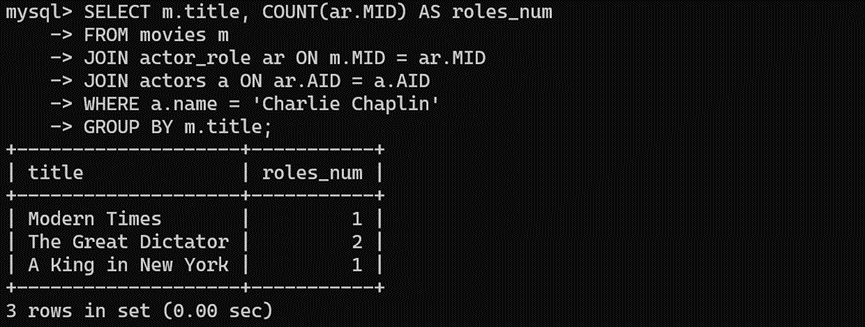 mysql> SELECT m.title, COUNT(ar.MID) AS roles_num
    -> FROM movies m
    -> JOIN actor_role ar ON m.MID = ar.MID
    -> JOIN actors a ON ar.AID = a.AID
    -> WHERE a.name = 'Charlie Chaplin'
    -> GROUP BY m.title;
+--------------------+-----------+
| title              | roles_num |
+--------------------+-----------+
| Modern Times       |         1 |
| The Great Dictator |         2 |
| A King in New York |         1 |
+--------------------+-----------+
3 rows in set (0.00 sec)